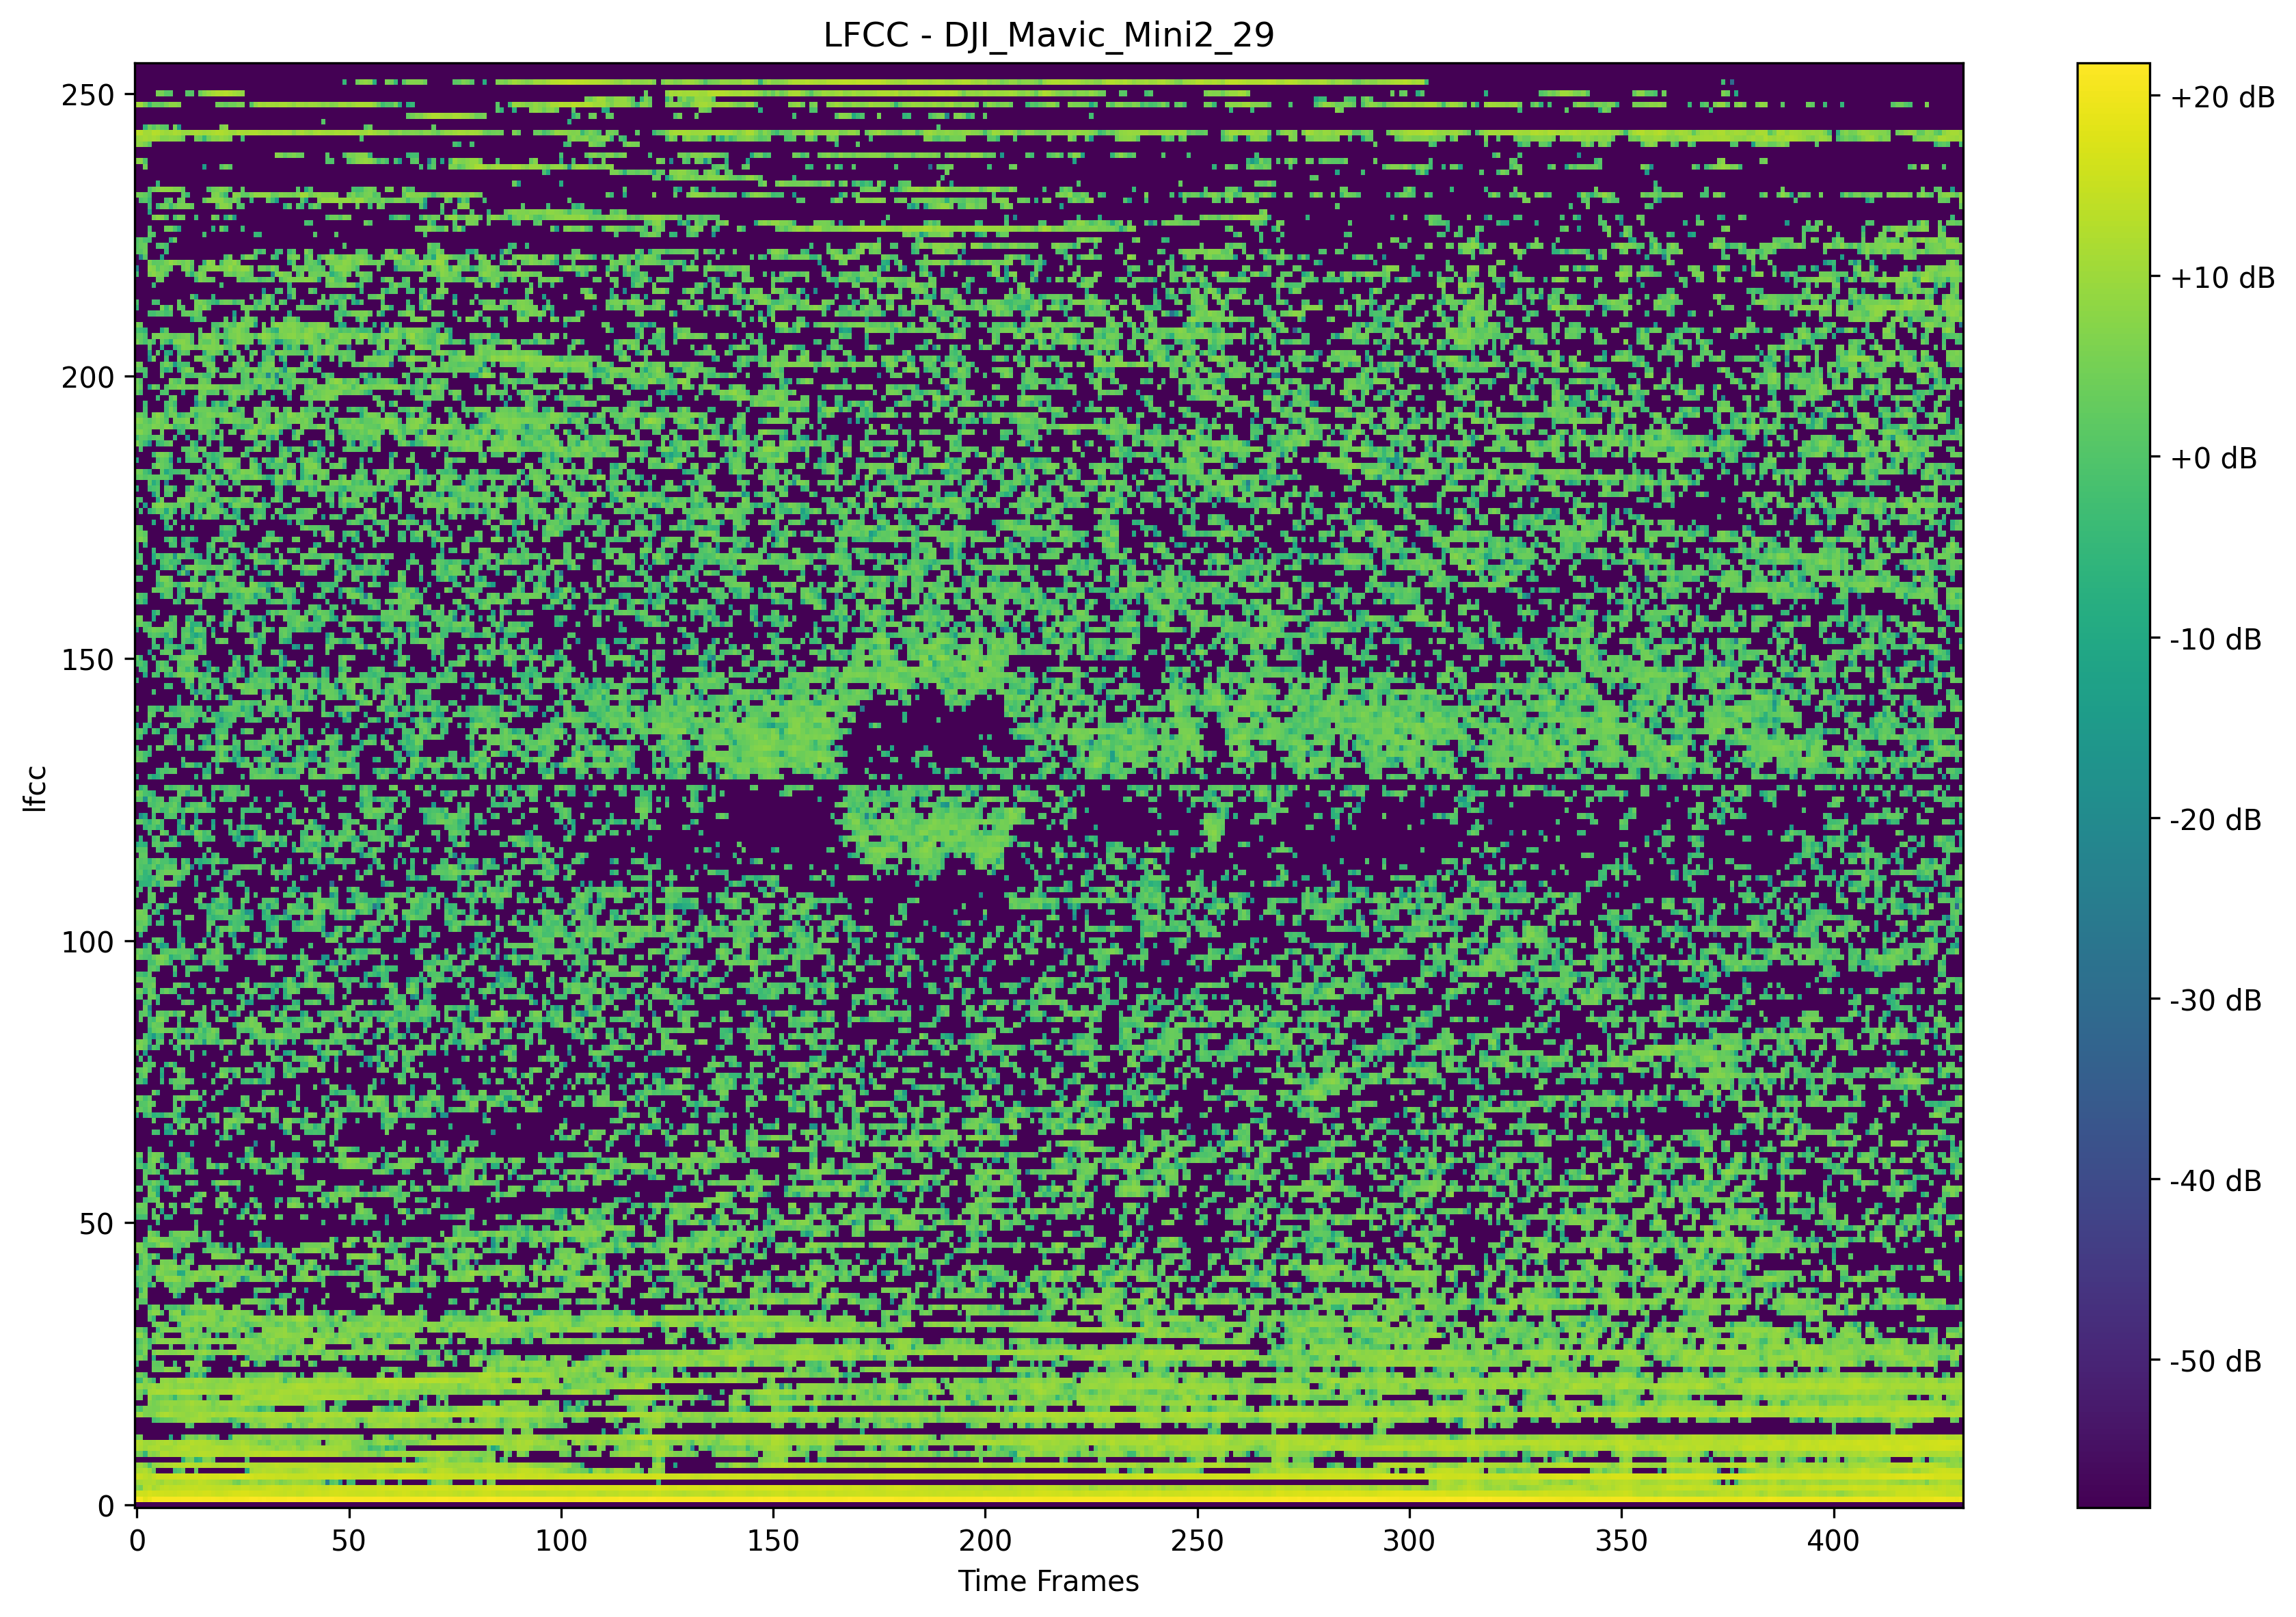 LFCC - DJI_Mavic_Mini2_29
250
200
150
100
50
0
lfcc
0 50 100 150 200 250 300 350 400
Time Frames
+20 dB
+10 dB
+0 dB
-10 dB
-20 dB
-30 dB
-40 dB
-50 dB